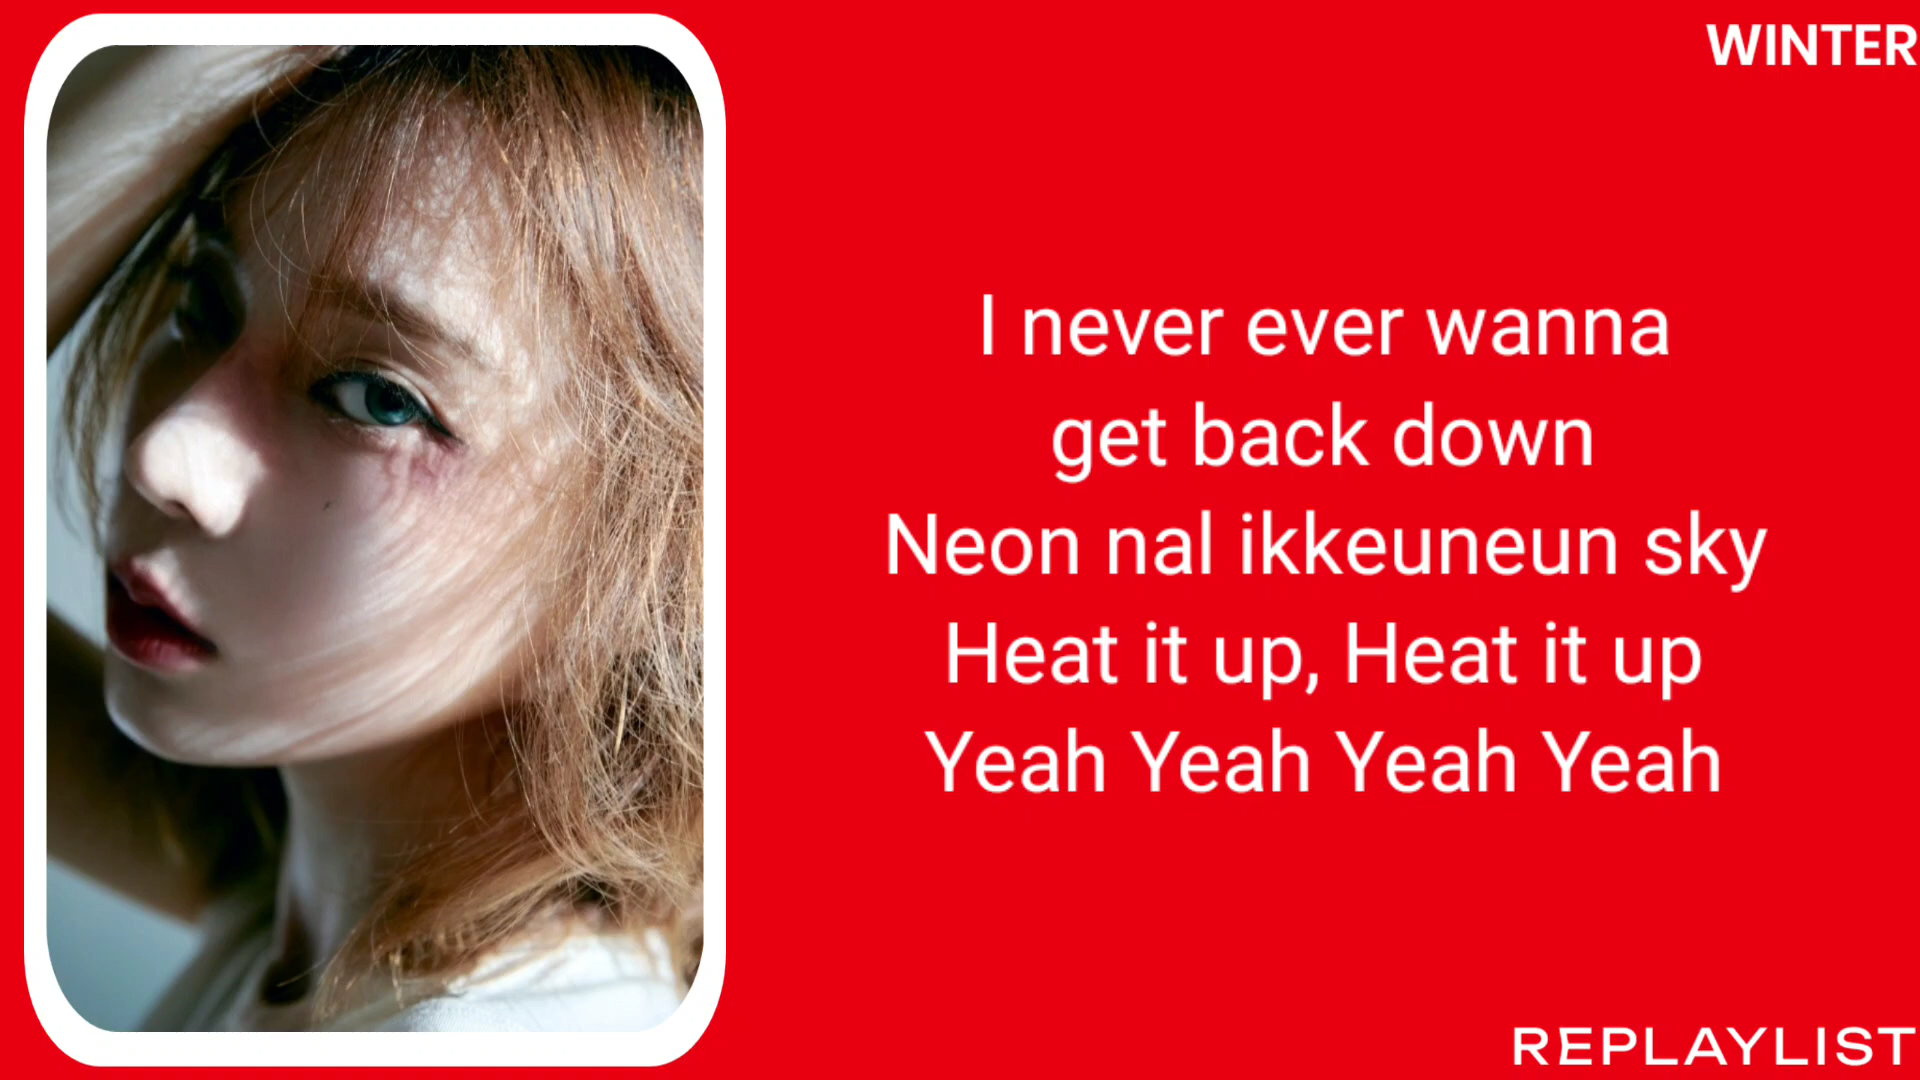 WINTER
I never ever wanna
get back down
Neon nal ikkeuneun sky
Heat it up, Heat it up
Yeah Yeah Yeah Yeah
REPLAYLIST